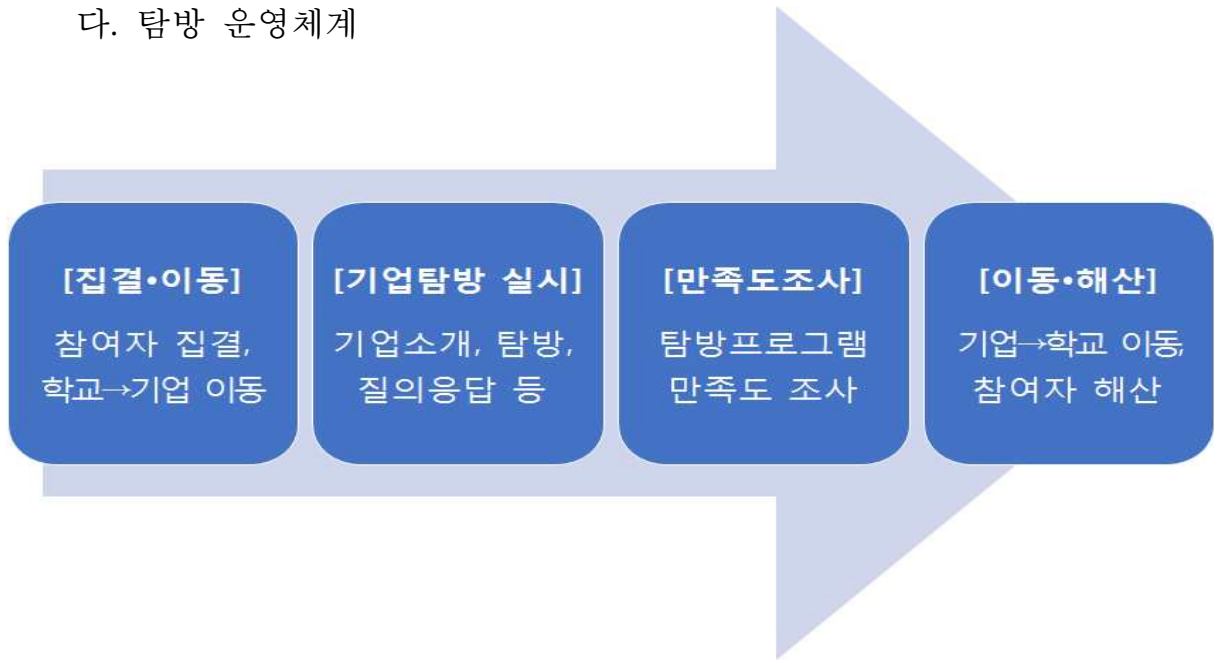 다. 탐방 운영체계
[집결•이동]
참여자 집결,
학교→기업 이동
[기업탐방 실시]
기업소개, 탐방,
질의응답 등
[만족도조사]
탐방프로그램
만족도 조사
[이동•해산]
기업→학교 이동,
참여자 해산